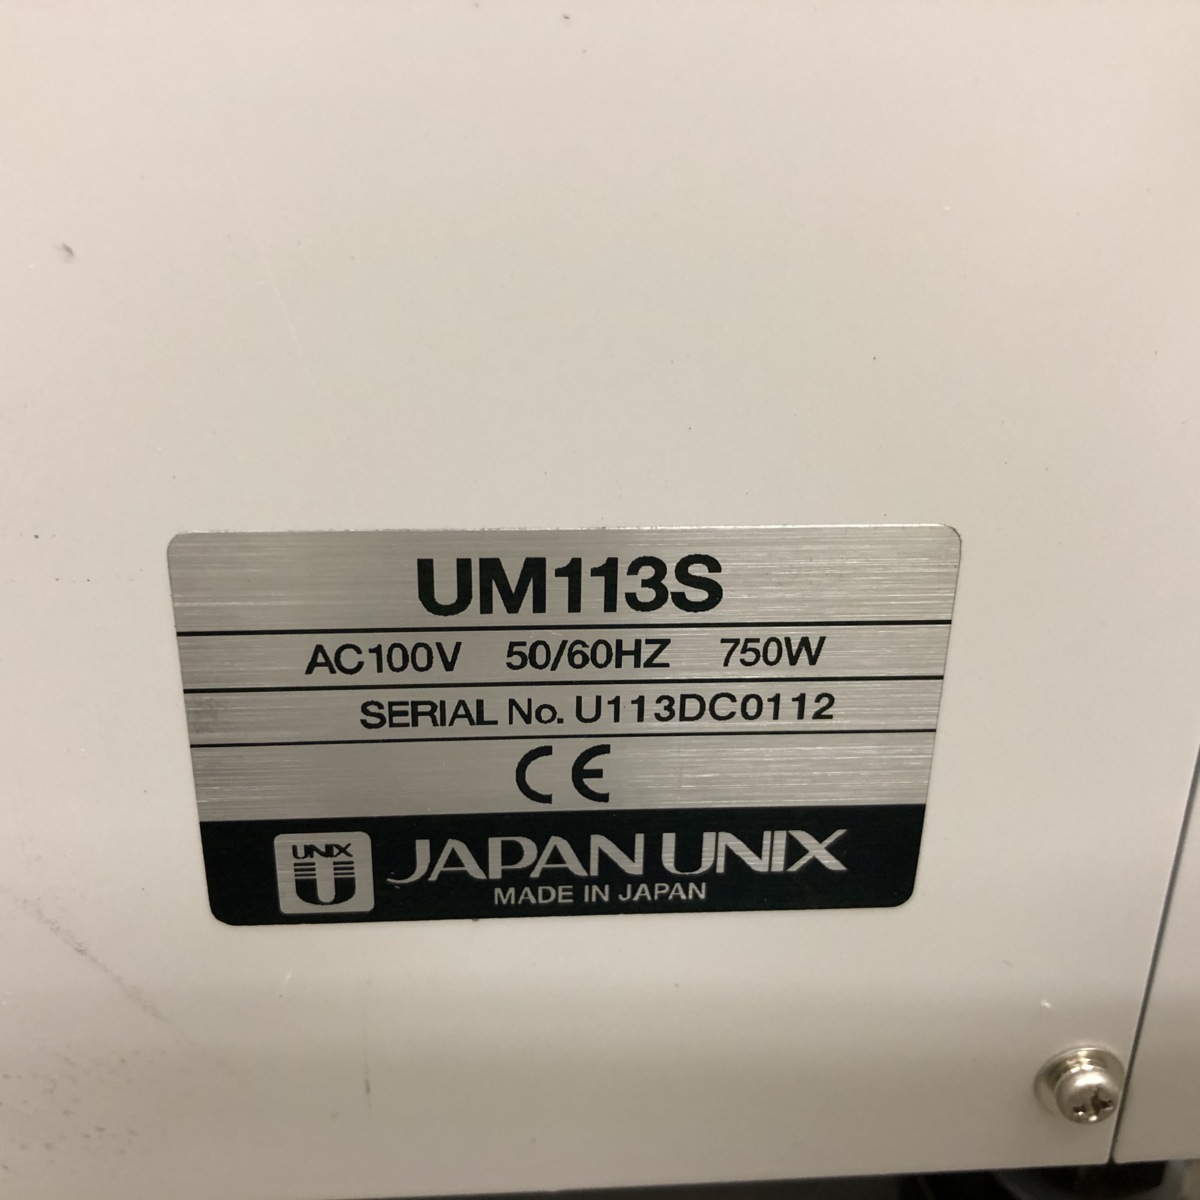 UM113S
AC100V 50/60HZ 750W
SERIAL No. U113DC0112
CE
UNIX
JAPAN UNIX
MADE IN JAPAN